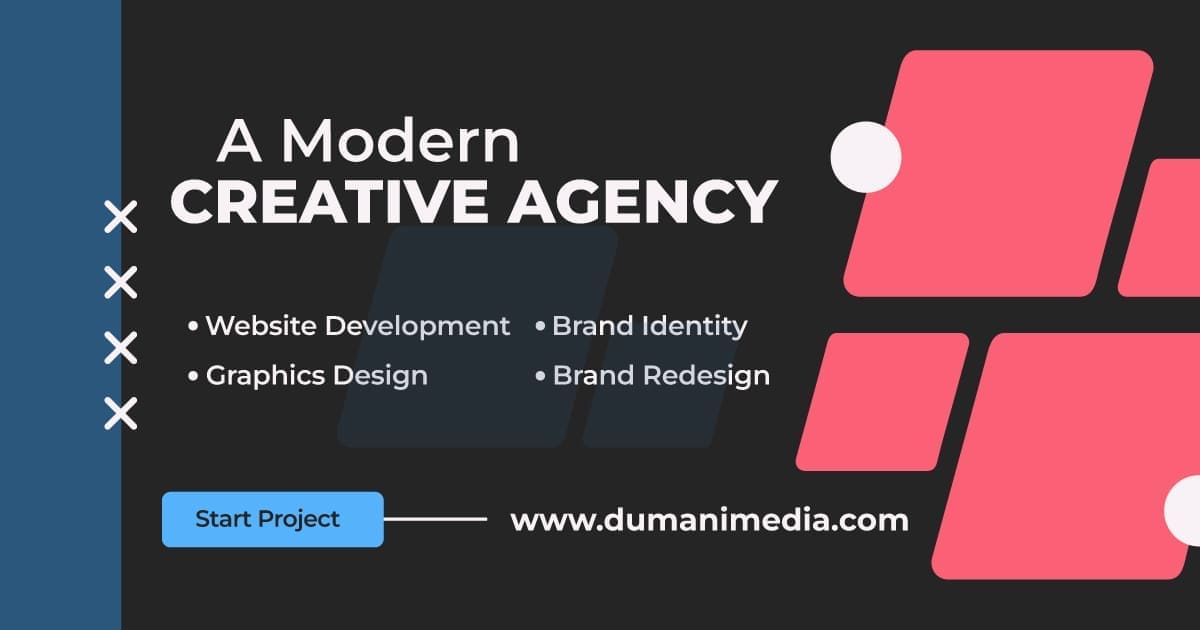 A Modern
CREATIVE AGENCY
• Website Development
• Graphics Design
• Brand Identity
• Brand Redesign
Start Project
www.dumanimedia.com